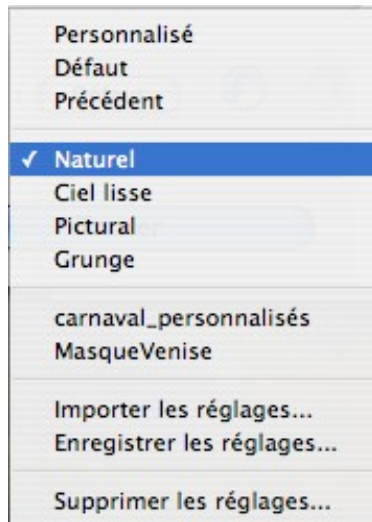 Personnalisé
Défaut
Précédent
✓ Naturel
Ciel lisse
Pictural
Grunge
carnaval_personnalisés
MasqueVenise
Importer les réglages...
Enregistrer les réglages...
Supprimer les réglages...